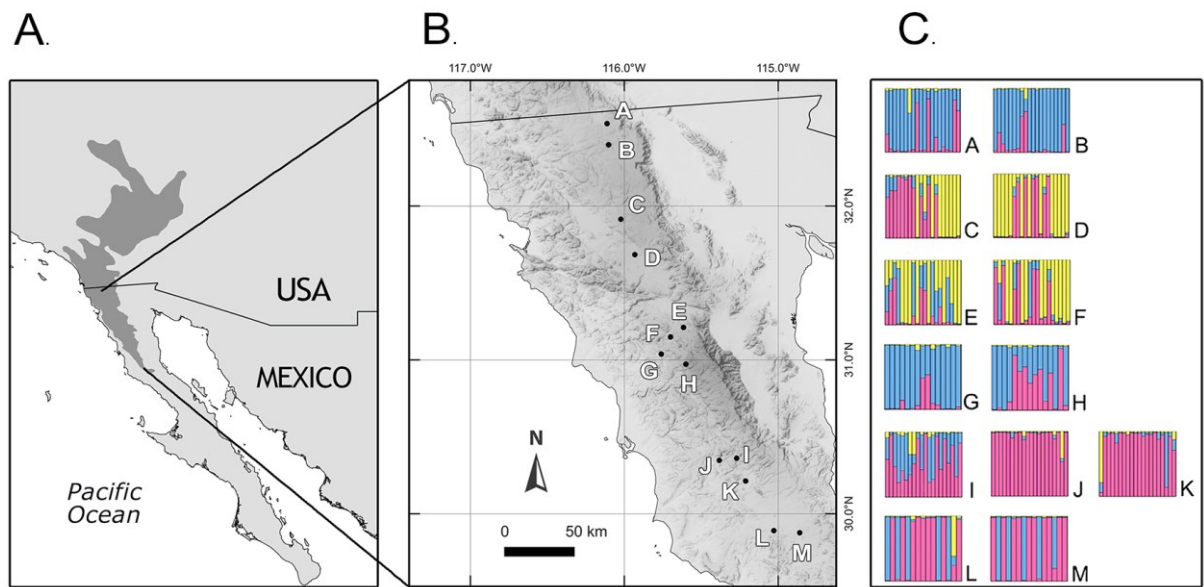 A.
B.
C.
117.0°W
116.0°W
115.0°W
USA
MEXICO
Pacific
Ocean
A
B
C
D
E
F
G
H
I
J
K
L
M
32.0°N
31.0°N
30.0°N
N
0
50 km
A
B
C
D
E
F
G
H
I
J
K
L
M